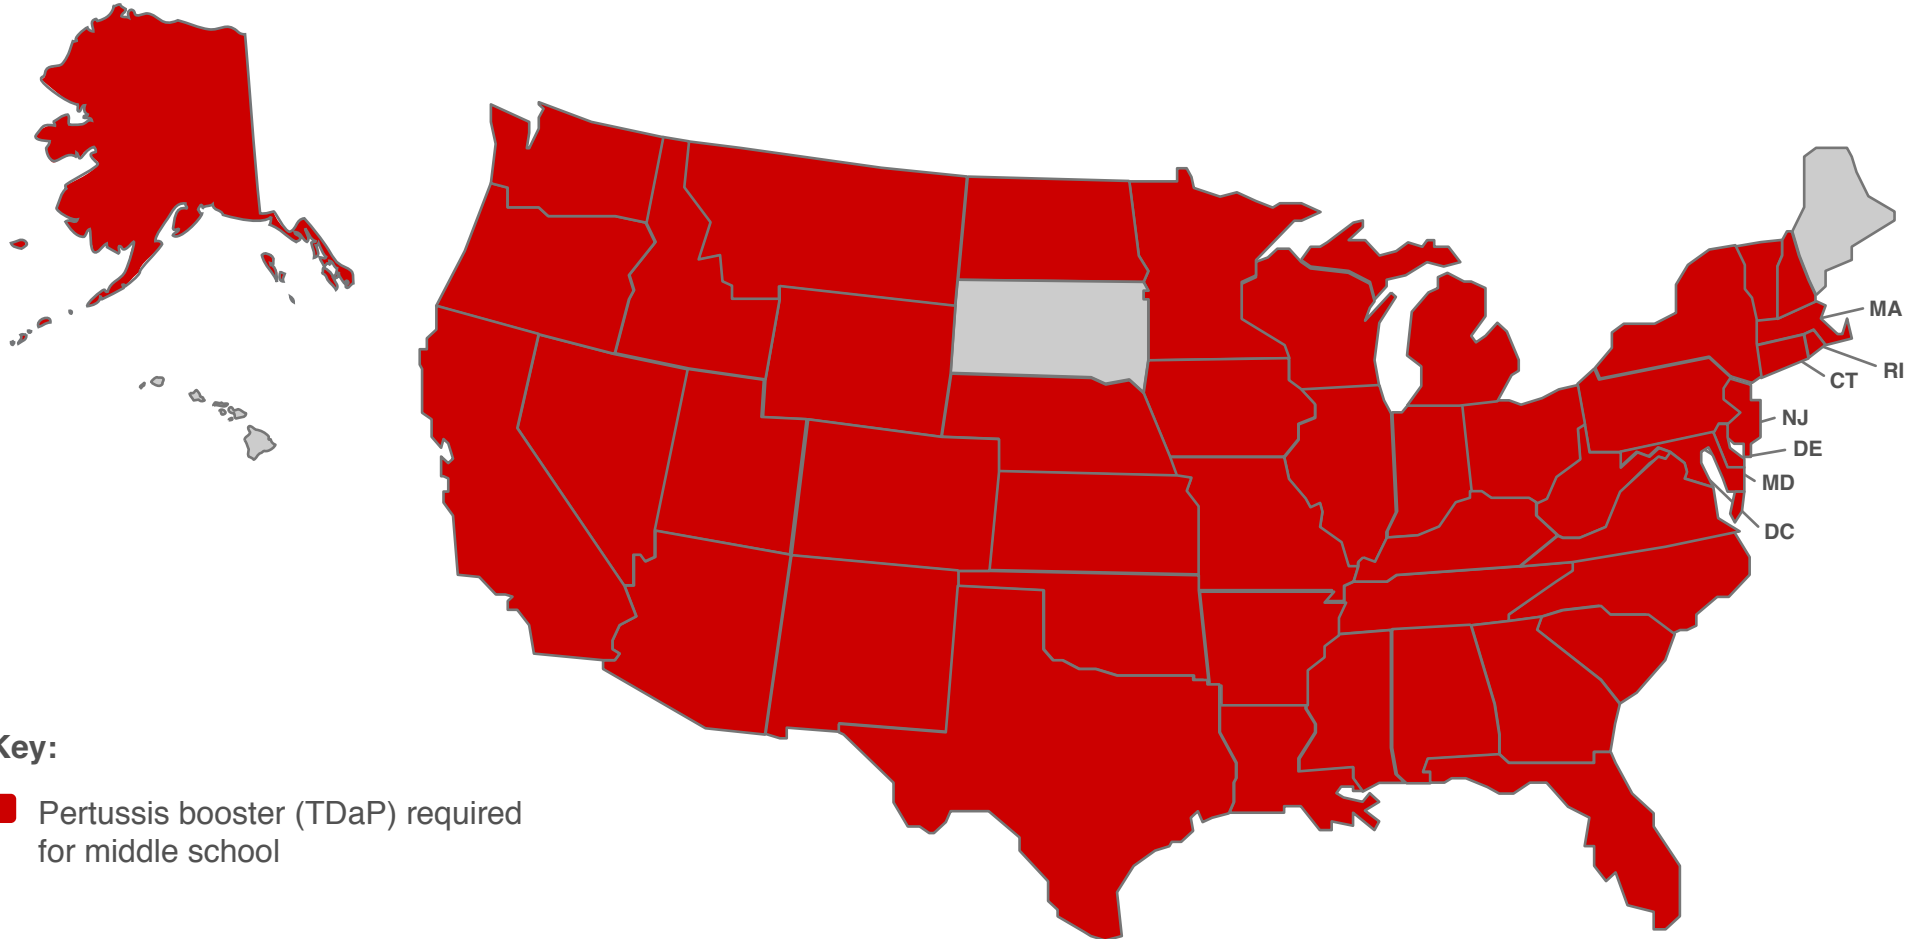 MA
RI
CT
NJ
DE
MD
DC
Key:
Pertussis booster (TDaP) required
for middle school